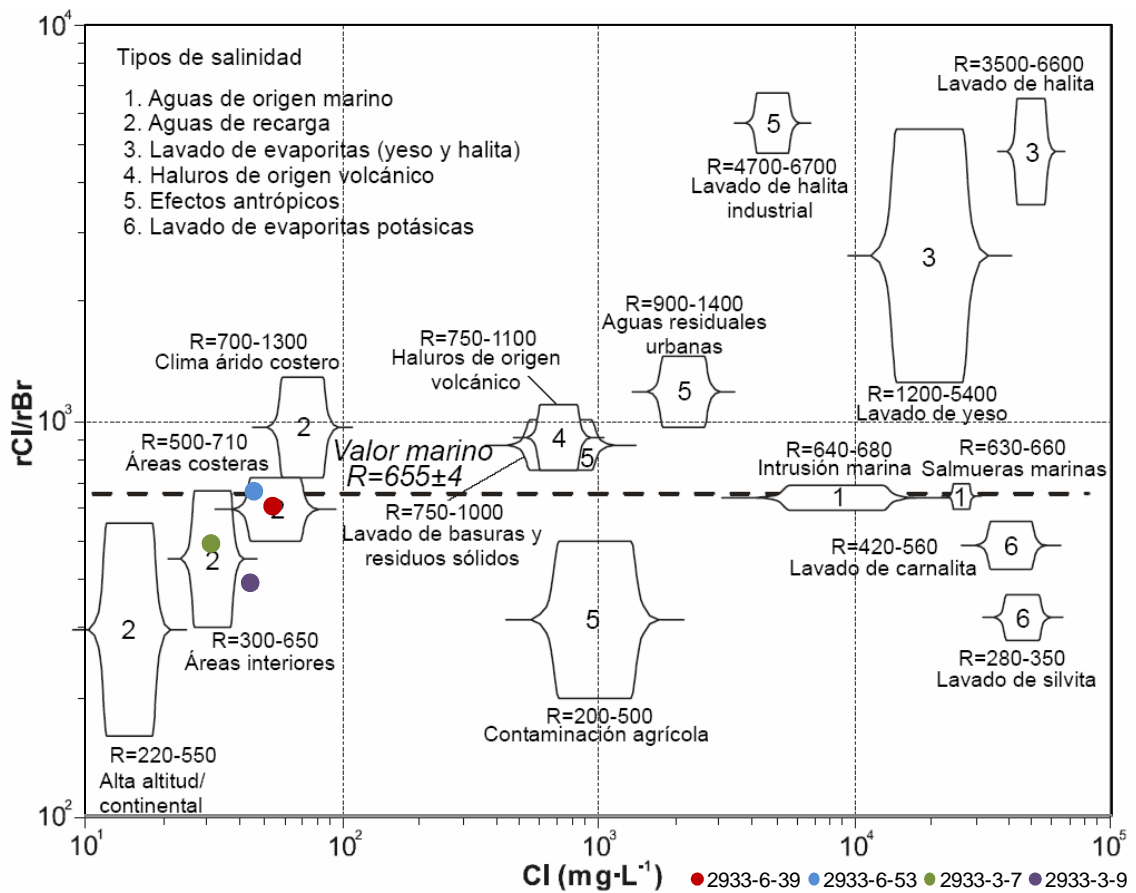 10⁴
Tipos de salinidad
1. Aguas de origen marino
2. Aguas de recarga
3. Lavado de evaporitas (yeso y halita)
4. Haluros de origen volcánico
5. Efectos antrópicos
6. Lavado de evaporitas potásicas
R=3500-6600
Lavado de halita
3
5
R=4700-6700
Lavado de halita
industrial
3
R=1200-5400
Lavado de yeso
R=900-1400
Aguas residuales
urbanas
5
R=750-1100
Haluros de origen
volcánico
4
5
R=700-1300
Clima árido costero
2
10³
rCl/rBr
R=500-710
Áreas costeras
2
Valor marino
R=655±4
R=750-1000
Lavado de basuras y
residuos sólidos
R=640-680
Intrusión marina
1
R=630-660
Salmueras marinas
1
2
R=300-650
Áreas interiores
2
R=220-550
Alta altitud/
continental
5
R=200-500
Contaminación agrícola
R=420-560
Lavado de carnalita
6
6
R=280-350
Lavado de silvita
10²
10¹
10²
10³
10⁴
10⁵
Cl (mg·L⁻¹)
2933-6-39
2933-6-53
2933-3-7
2933-3-9